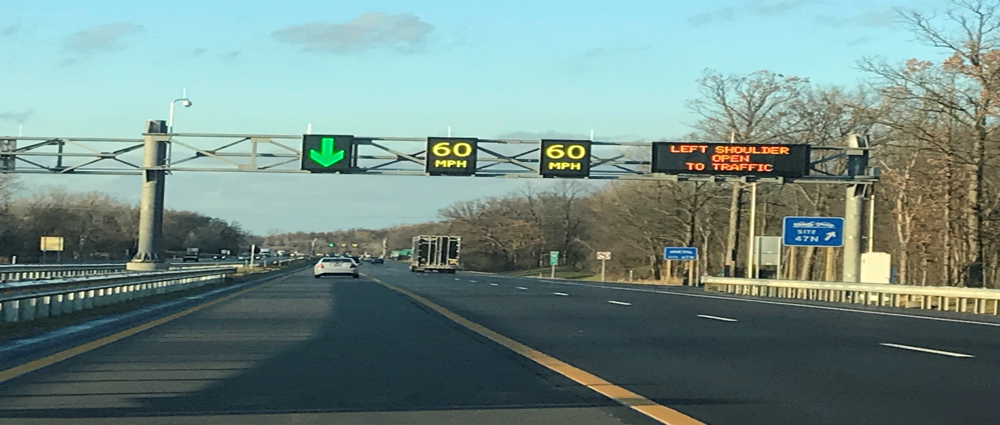 60
MPH
60
MPH
LEFT SHOULDER
OPEN
TO TRAFFIC
SITE
47N